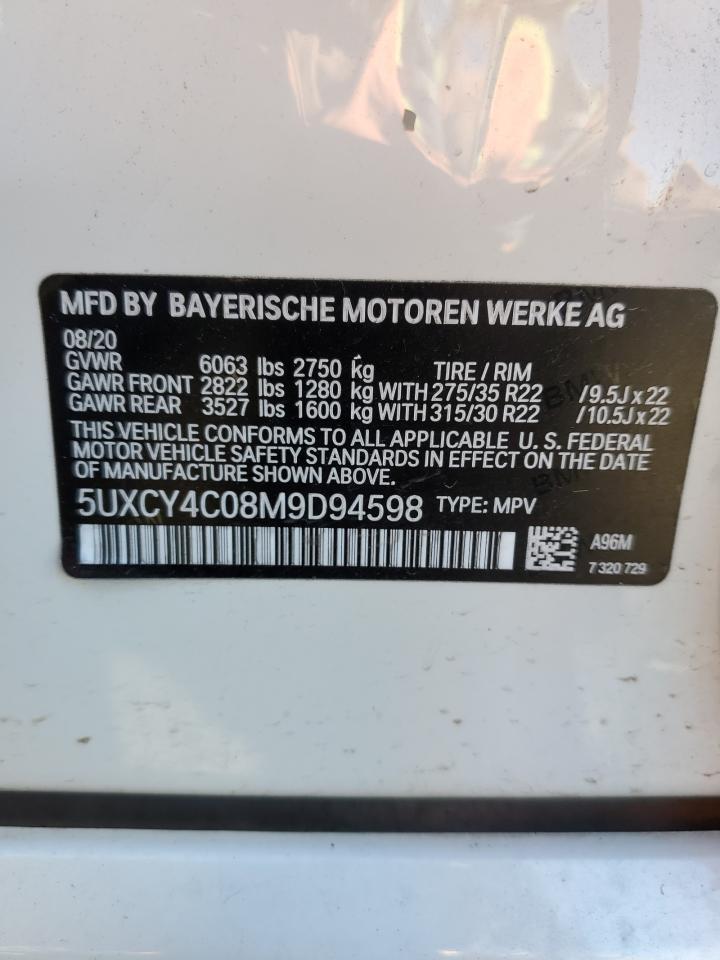 MFD BY BAYERISCHE MOTOREN WERKE AG
08/20
GVWR 6063 lbs 2750 kg TIRE / RIM
GAWR FRONT 2822 lbs 1280 kg WITH 275/35 R22 /9.5J x 22
GAWR REAR 3527 lbs 1600 kg WITH 315/30 R22 /10.5J x 22
THIS VEHICLE CONFORMS TO ALL APPLICABLE U. S. FEDERAL
MOTOR VEHICLE SAFETY STANDARDS IN EFFECT ON THE DATE
OF MANUFACTURE SHOWN ABOVE.
5UXCY4C08M9D94598 TYPE: MPV
A96M
7 320 729